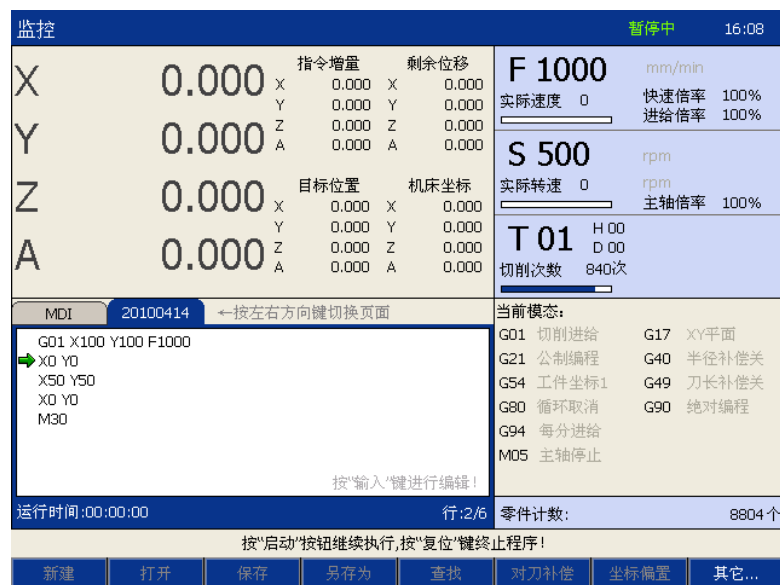 监控 暂停中 16:08
X 0.000
Y 0.000
Z 0.000
A 0.000
指令增量 剩余位移
X 0.000 X 0.000
Y 0.000 Y 0.000
Z 0.000 Z 0.000
A 0.000 A 0.000
目标位置 机床坐标
X 0.000 X 0.000
Y 0.000 Y 0.000
Z 0.000 Z 0.000
A 0.000 A 0.000
F 1000 mm/min
实际速度 0 快速倍率 100%
进给倍率 100%
S 500 rpm
实际转速 0 rpm
主轴倍率 100%
T 01 H 00
D 00
切削次数 840次
MDI 20100414 ←按左右方向键切换页面
G01 X100 Y100 F1000
X0 Y0
X50 Y50
X0 Y0
M30
按"输入"键进行编辑!
运行时间:00:00:00 行:2/6
当前模态:
G01 切削进给 G17 XY平面
G21 公制编程 G40 半径补偿关
G54 工件坐标1 G49 刀长补偿关
G80 循环取消 G90 绝对编程
G94 每分进给
M05 主轴停止
零件计数: 8804个
按"启动"按钮继续执行,按"复位"键终止程序!
新建 打开 保存 另存为 查找 对刀补偿 坐标偏置 其它...